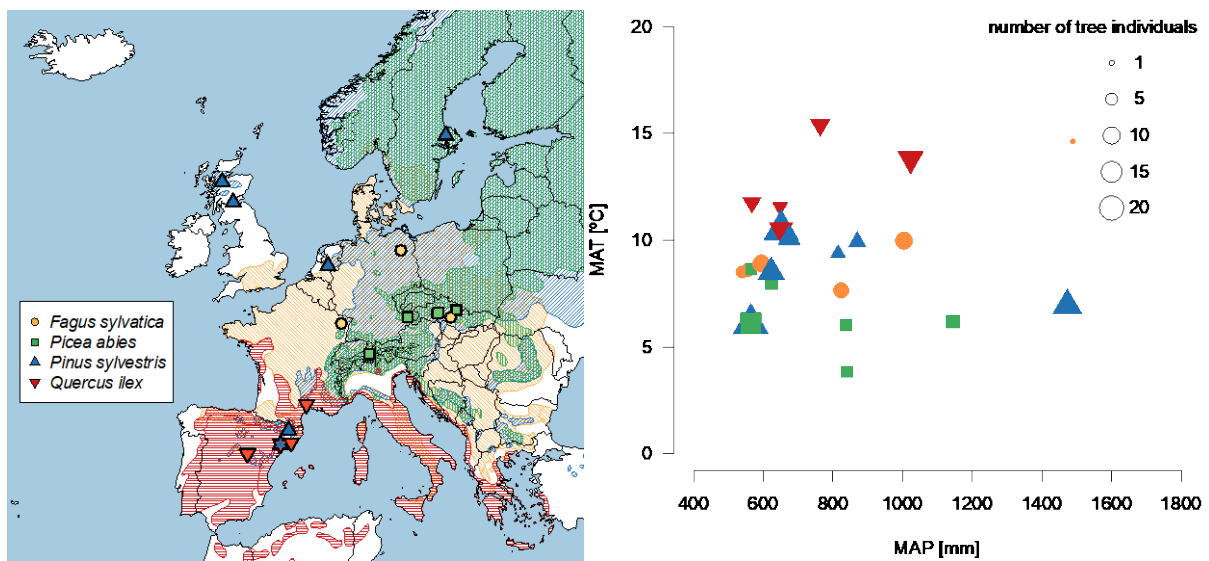 Fagus sylvatica
Picea abies
Pinus sylvestris
Quercus ilex
MAT [ºC]
20
15
10
5
0
400 600 800 1000 1200 1400 1600 1800
MAP [mm]
number of tree individuals
1
5
10
15
20